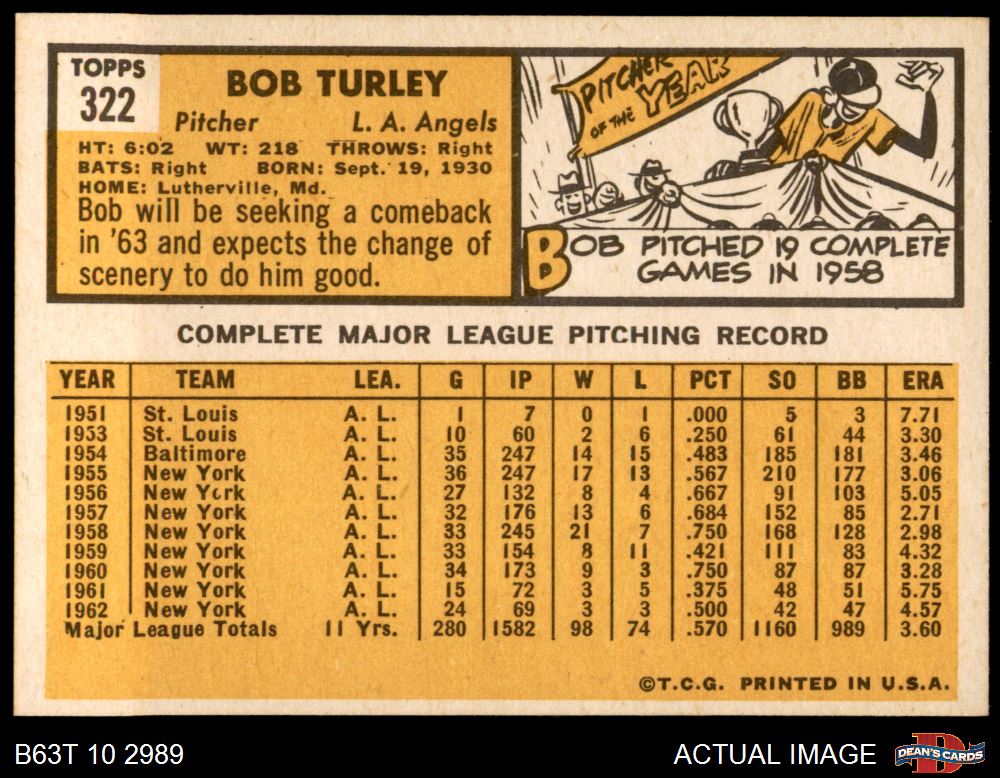 TOPPS
322
BOB TURLEY
Pitcher L. A. Angels
HT: 6:02 WT: 218 THROWS: Right
BATS: Right BORN: Sept. 19, 1930
HOME: Lutherville, Md.
Bob will be seeking a comeback
in '63 and expects the change of
scenery to do him good.
PITCHER
OF THE YEAR
BOB PITCHED 19 COMPLETE
GAMES IN 1958
COMPLETE MAJOR LEAGUE PITCHING RECORD
YEAR TEAM LEA. G IP W L PCT SO BB ERA
1951 St. Louis A. L. 1 7 0 1 .000 5 3 7.71
1953 St. Louis A. L. 10 60 2 6 .250 61 44 3.30
1954 Baltimore A. L. 35 247 14 15 .483 185 181 3.46
1955 New York A. L. 36 247 17 13 .567 210 177 3.06
1956 New York A. L. 27 132 8 4 .667 91 103 5.05
1957 New York A. L. 32 176 13 6 .684 152 85 2.71
1958 New York A. L. 33 245 21 7 .750 168 128 2.98
1959 New York A. L. 33 154 8 11 .421 111 83 4.32
1960 New York A. L. 34 173 9 3 .750 87 87 3.28
1961 New York A. L. 15 72 3 5 .375 48 51 5.75
1962 New York A. L. 24 69 3 3 .500 42 47 4.57
Major League Totals 11 Yrs. 280 1582 98 74 .570 1160 989 3.60
©T.C.G. PRINTED IN U.S.A.
B63T 10 2989 ACTUAL IMAGE DEAN'S CARDS